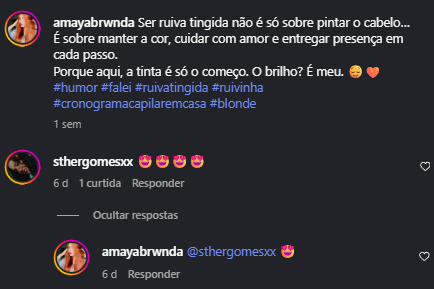 amayabrwnda Ser ruiva tingida não é só sobre pintar o cabelo...
É sobre manter a cor, cuidar com amor e entregar presença em
cada passo.
Porque aqui, a tinta é só o começo. O brilho? É meu. 😌 ❤️
#humor #falei #ruivatingida #ruivinha
#cronogramacapilaremcasa #blonde
1 sem
sthergomesxx 😍 😍 😍 😍
6 d 1 curtida Responder
Ocultar respostas
amayabrwnda @sthergomesxx 😍
6 d Responder